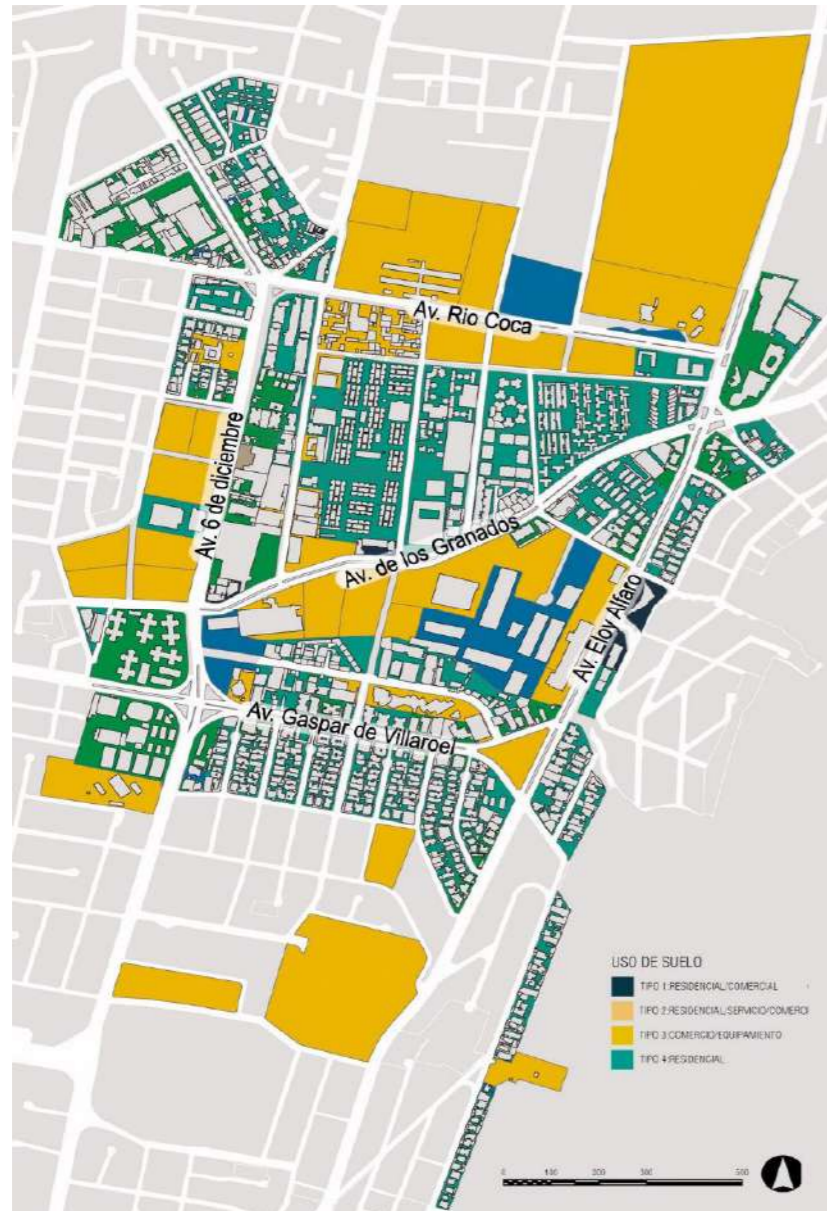 Av. Rio Coca
Av. 6 de diciembre
Av. de los Granados
Av. Eloy Alfaro
Av. Gaspar de Villaroel
USO DE SUELO
TIPO 1:RESIDENCIAL/COMERCIAL
TIPO 2:RESIDENCIAL/SERVICIO/COMERCI
TIPO 3:COMERCIO/EQUIPAMIENTO
TIPO 4:RESIDENCIAL
0 100 200 300 500